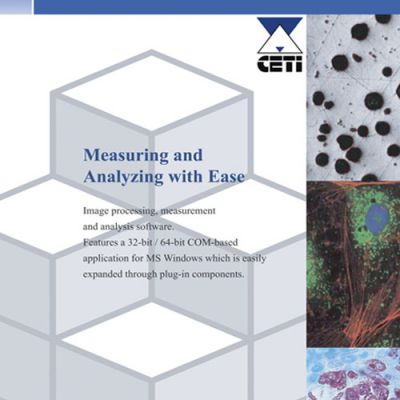 CETI
Measuring and
Analyzing with Ease
Image processing, measurement
and analysis software.
Features a 32-bit / 64-bit COM-based
application for MS Windows which is easily
expanded through plug-in components.